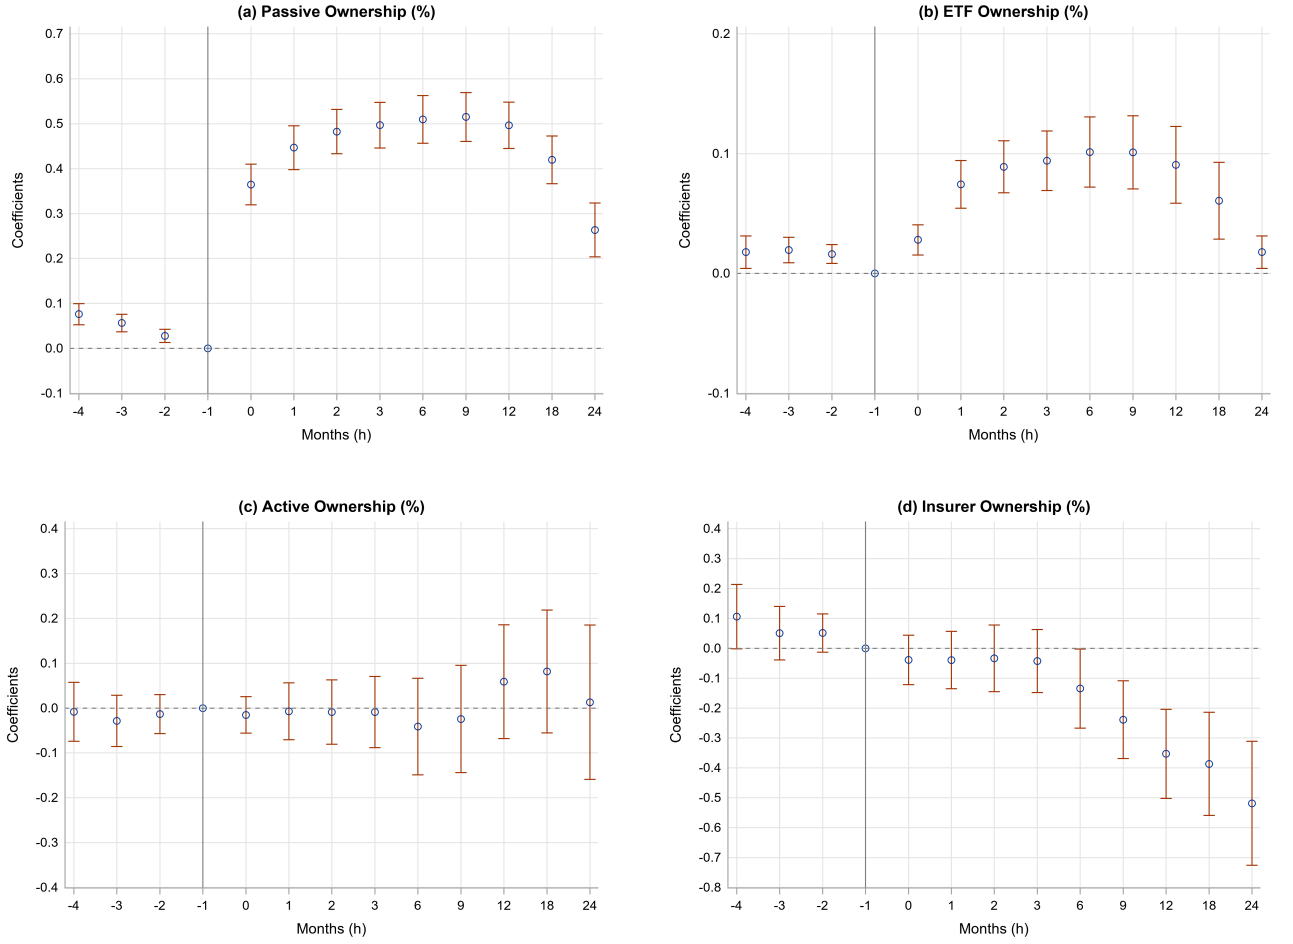 (a) Passive Ownership (%)
0.7
0.6
0.5
0.4
0.3
0.2
0.1
0.0
-0.1
Coefficients
-4 -3 -2 -1 0 1 2 3 6 9 12 18 24
Months (h)
(b) ETF Ownership (%)
0.2
0.1
0.0
-0.1
Coefficients
-4 -3 -2 -1 0 1 2 3 6 9 12 18 24
Months (h)
(c) Active Ownership (%)
0.4
0.3
0.2
0.1
0.0
-0.1
-0.2
-0.3
-0.4
Coefficients
-4 -3 -2 -1 0 1 2 3 6 9 12 18 24
Months (h)
(d) Insurer Ownership (%)
0.4
0.3
0.2
0.1
0.0
-0.1
-0.2
-0.3
-0.4
-0.5
-0.6
-0.7
-0.8
Coefficients
-4 -3 -2 -1 0 1 2 3 6 9 12 18 24
Months (h)